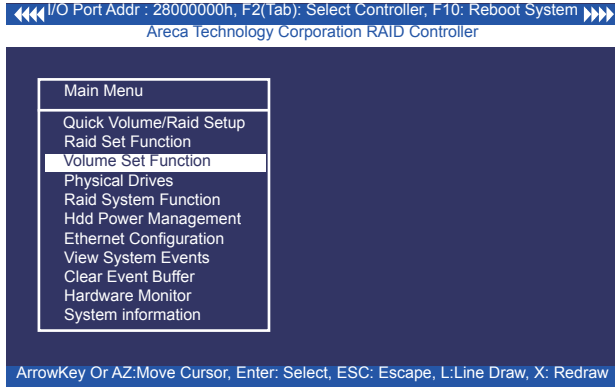 I/O Port Addr : 28000000h, F2(Tab): Select Controller, F10: Reboot System
Areca Technology Corporation RAID Controller
Main Menu
Quick Volume/Raid Setup
Raid Set Function
Volume Set Function
Physical Drives
Raid System Function
Hdd Power Management
Ethernet Configuration
View System Events
Clear Event Buffer
Hardware Monitor
System information
ArrowKey Or AZ:Move Cursor, Enter: Select, ESC: Escape, L:Line Draw, X: Redraw